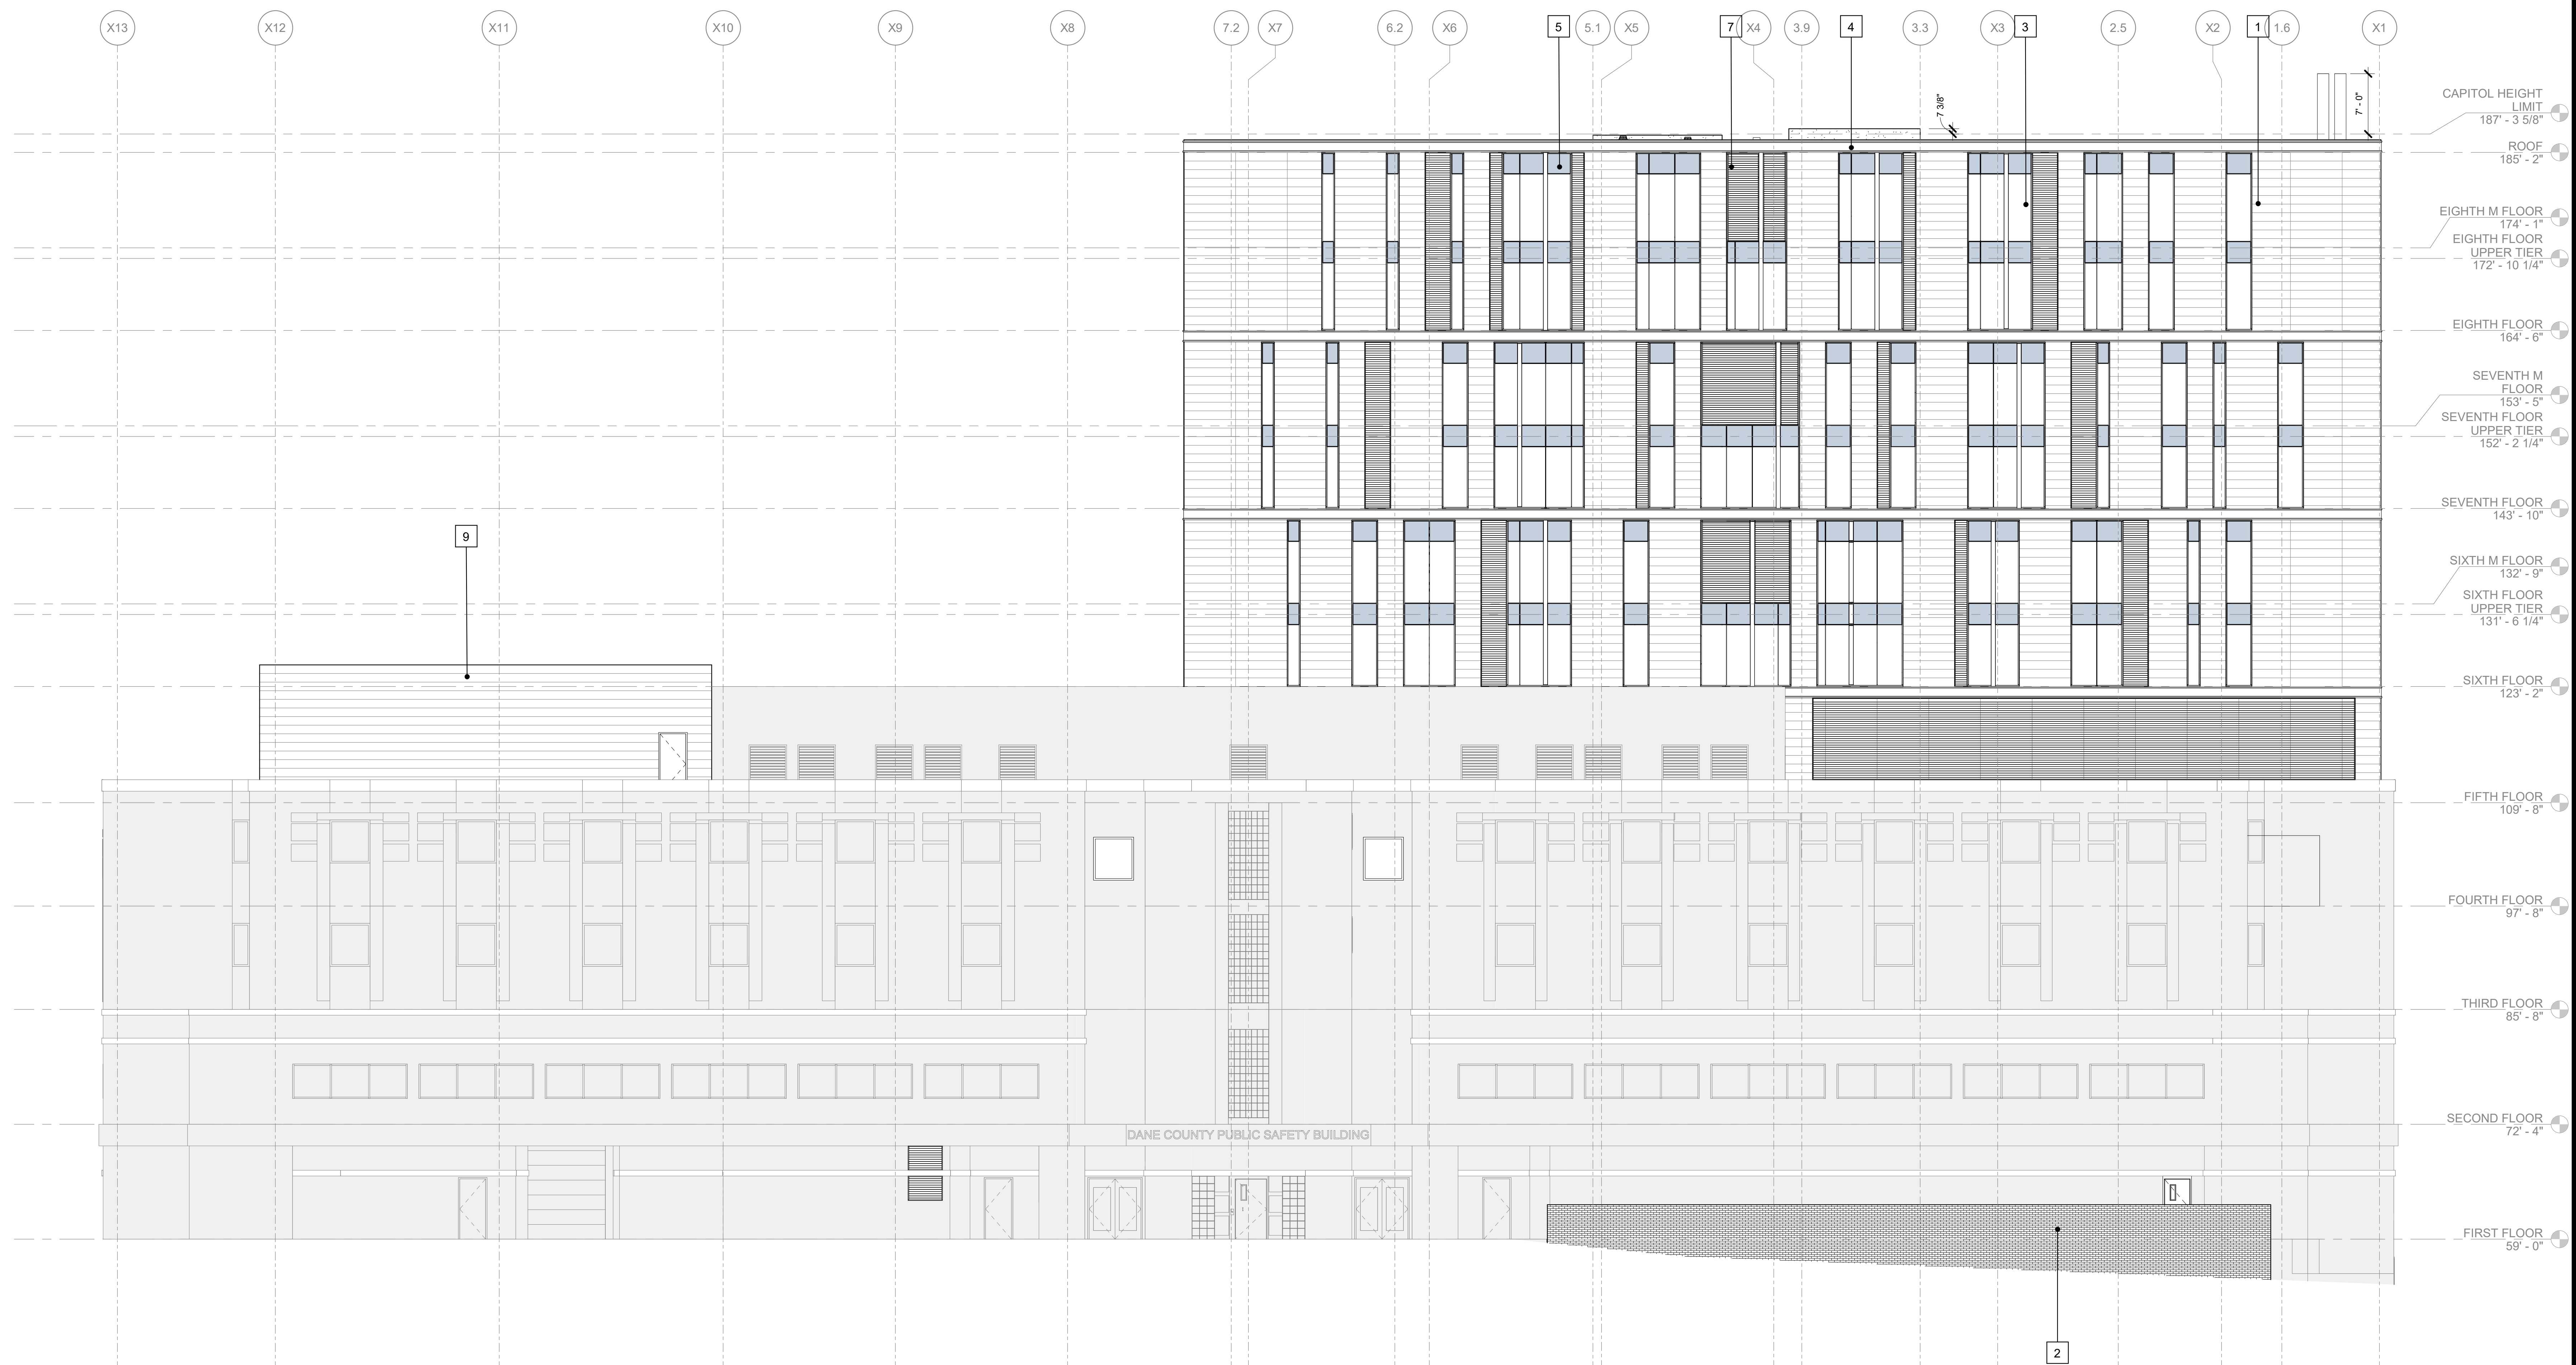 X13
X12
X11
X10
X9
X8
7.2
X7
6.2
X6
5
5.1
X5
7
X4
4
3.9
3.3
X3
3
2.5
X2
1
1.6
X1
7 3/8"
7' - 0"
CAPITOL HEIGHT
LIMIT
187' - 3 5/8"
ROOF
185' - 2"
EIGHTH M FLOOR
174' - 1"
EIGHTH FLOOR
UPPER TIER
172' - 10 1/4"
EIGHTH FLOOR
164' - 6"
SEVENTH M
FLOOR
153' - 5"
SEVENTH FLOOR
UPPER TIER
152' - 2 1/4"
SEVENTH FLOOR
143' - 10"
9
SIXTH M FLOOR
132' - 9"
SIXTH FLOOR
UPPER TIER
131' - 6 1/4"
SIXTH FLOOR
123' - 2"
FIFTH FLOOR
109' - 8"
FOURTH FLOOR
97' - 8"
THIRD FLOOR
85' - 8"
SECOND FLOOR
72' - 4"
DANE COUNTY PUBLIC SAFETY BUILDING
FIRST FLOOR
59' - 0"
2